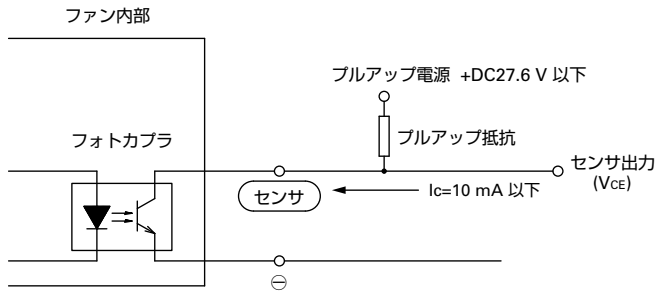 ファン内部
プルアップ電源 +DC27.6 V 以下
フォトカプラ
プルアップ抵抗
センサ出力
(VCE)
センサ
Ic=10 mA 以下
⊖